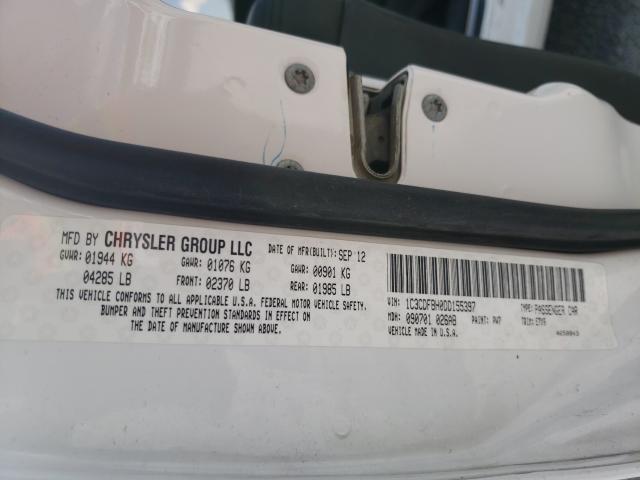 MFD BY CHRYSLER GROUP LLC DATE OF MFR(BUILT): SEP 12
GVWR: 01944 KG GAWR: 01076 KG GAWR: 00901 KG
04285 LB FRONT: 02370 LB REAR: 01985 LB
THIS VEHICLE CONFORMS TO ALL APPLICABLE U.S.A. FEDERAL MOTOR VEHICLE SAFETY,
BUMPER AND THEFT PREVENTION STANDARDS IN EFFECT ON
THE DATE OF MANUFACTURE SHOWN ABOVE.
VIN: 1C3CDFBH0DD155397 TYPE: PASSENGER CAR
MDH: 090701 026AB PAINT: PW7 TRIM:
VEHICLE MADE IN U.S.A.